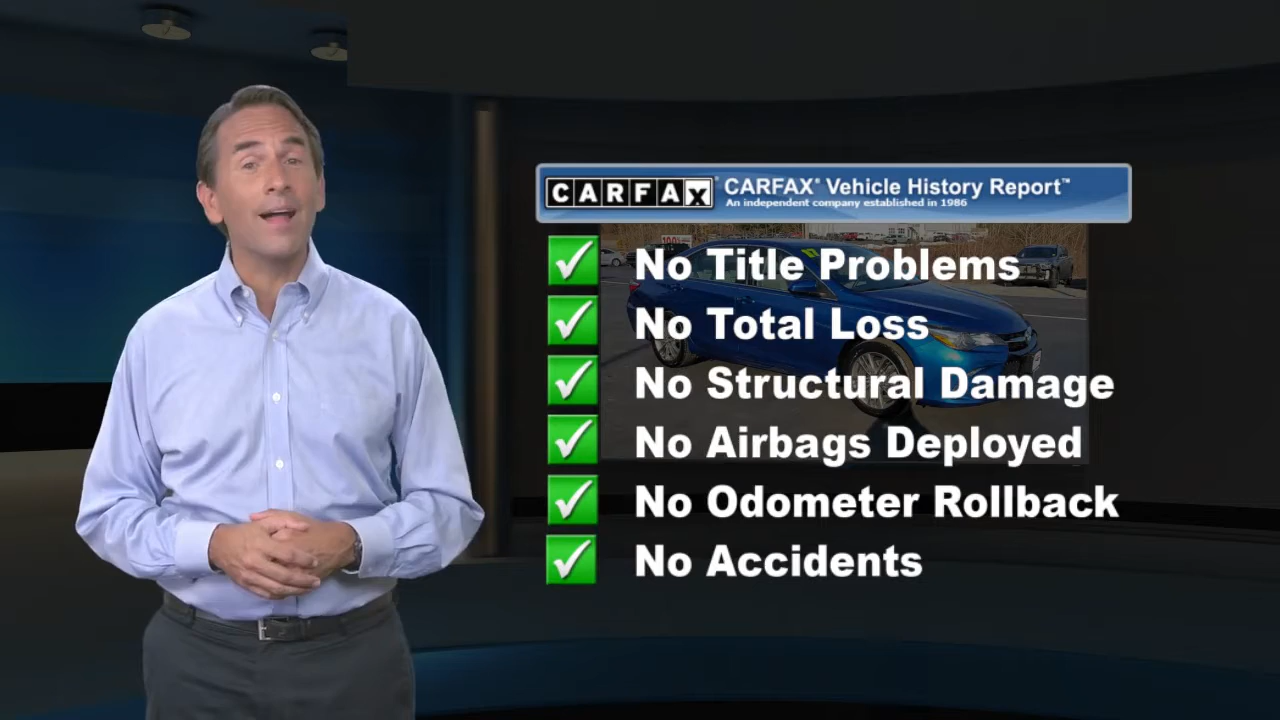 CARFAX® CARFAX® Vehicle History Report™
An independent company established in 1986
No Title Problems
No Total Loss
No Structural Damage
No Airbags Deployed
No Odometer Rollback
No Accidents